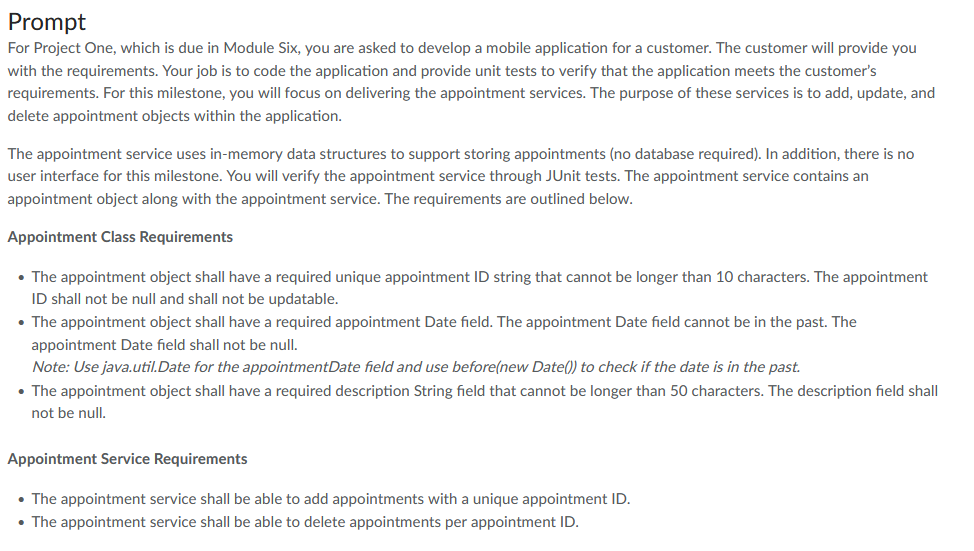 Prompt
For Project One, which is due in Module Six, you are asked to develop a mobile application for a customer. The customer will provide you
with the requirements. Your job is to code the application and provide unit tests to verify that the application meets the customer's
requirements. For this milestone, you will focus on delivering the appointment services. The purpose of these services is to add, update, and
delete appointment objects within the application.
The appointment service uses in-memory data structures to support storing appointments (no database required). In addition, there is no
user interface for this milestone. You will verify the appointment service through JUnit tests. The appointment service contains an
appointment object along with the appointment service. The requirements are outlined below.
Appointment Class Requirements
• The appointment object shall have a required unique appointment ID string that cannot be longer than 10 characters. The appointment
ID shall not be null and shall not be updatable.
• The appointment object shall have a required appointment Date field. The appointment Date field cannot be in the past. The
appointment Date field shall not be null.
Note: Use java.util.Date for the appointmentDate field and use before(new Date()) to check if the date is in the past.
• The appointment object shall have a required description String field that cannot be longer than 50 characters. The description field shall
not be null.
Appointment Service Requirements
• The appointment service shall be able to add appointments with a unique appointment ID.
• The appointment service shall be able to delete appointments per appointment ID.